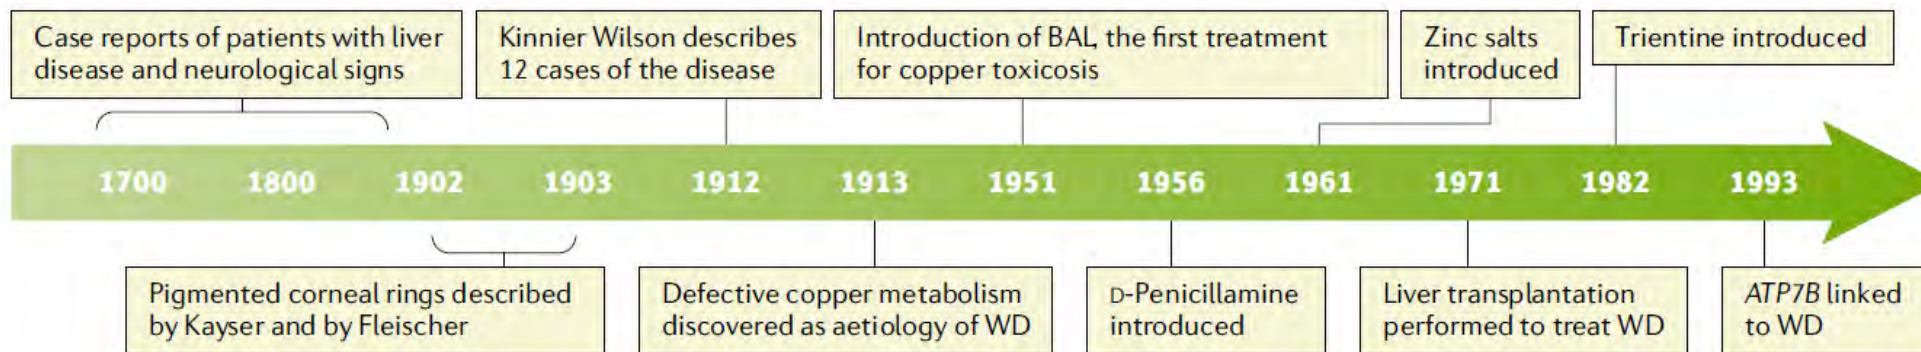 Case reports of patients with liver
disease and neurological signs
Kinnier Wilson describes
12 cases of the disease
Introduction of BAL, the first treatment
for copper toxicosis
Zinc salts
introduced
Trientine introduced
1700 1800 1902 1903 1912 1913 1951 1956 1961 1971 1982 1993
Pigmented corneal rings described
by Kayser and by Fleischer
Defective copper metabolism
discovered as aetiology of WD
D-Penicillamine
introduced
Liver transplantation
performed to treat WD
ATP7B linked
to WD